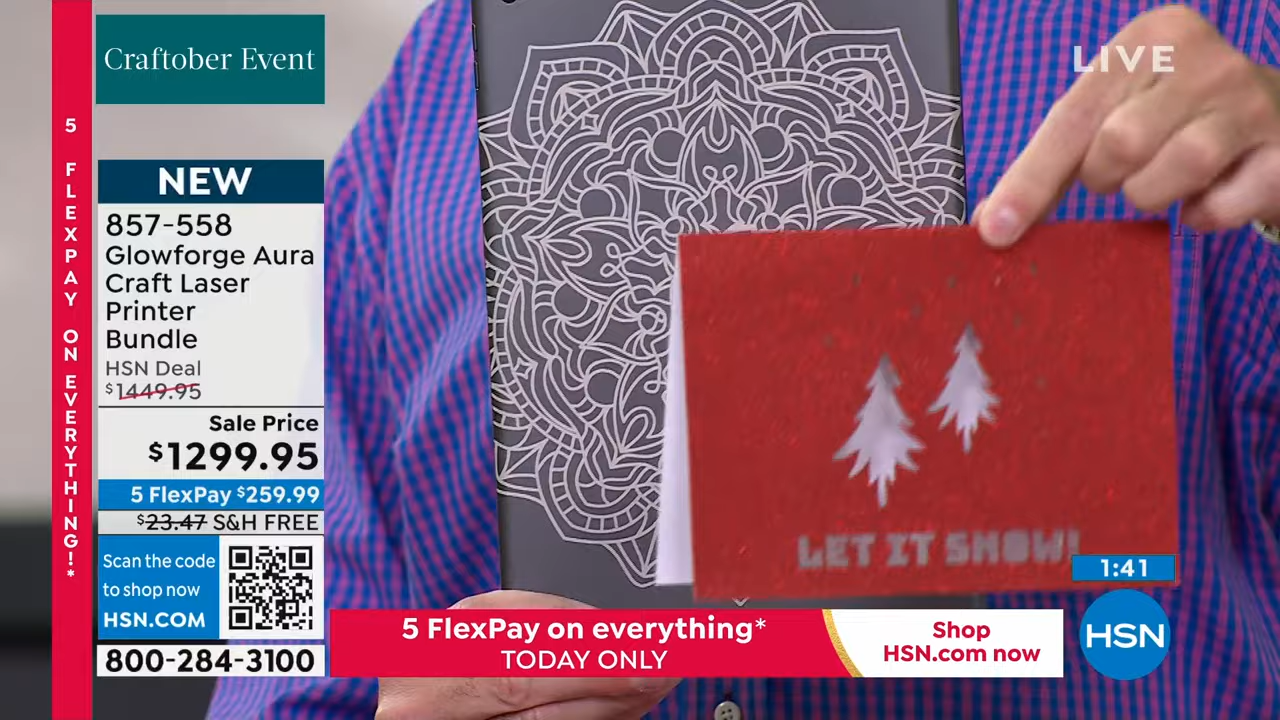 Craftober Event
LIVE
5 FLEXPAY ON EVERYTHING!*
NEW
857-558
Glowforge Aura
Craft Laser
Printer
Bundle
HSN Deal
$1449.95
Sale Price
$1299.95
5 FlexPay $259.99
$23.47 S&H FREE
Scan the code
to shop now
HSN.COM
800-284-3100
LET IT SNOW!
1:41
5 FlexPay on everything*
TODAY ONLY
Shop
HSN.com now
HSN